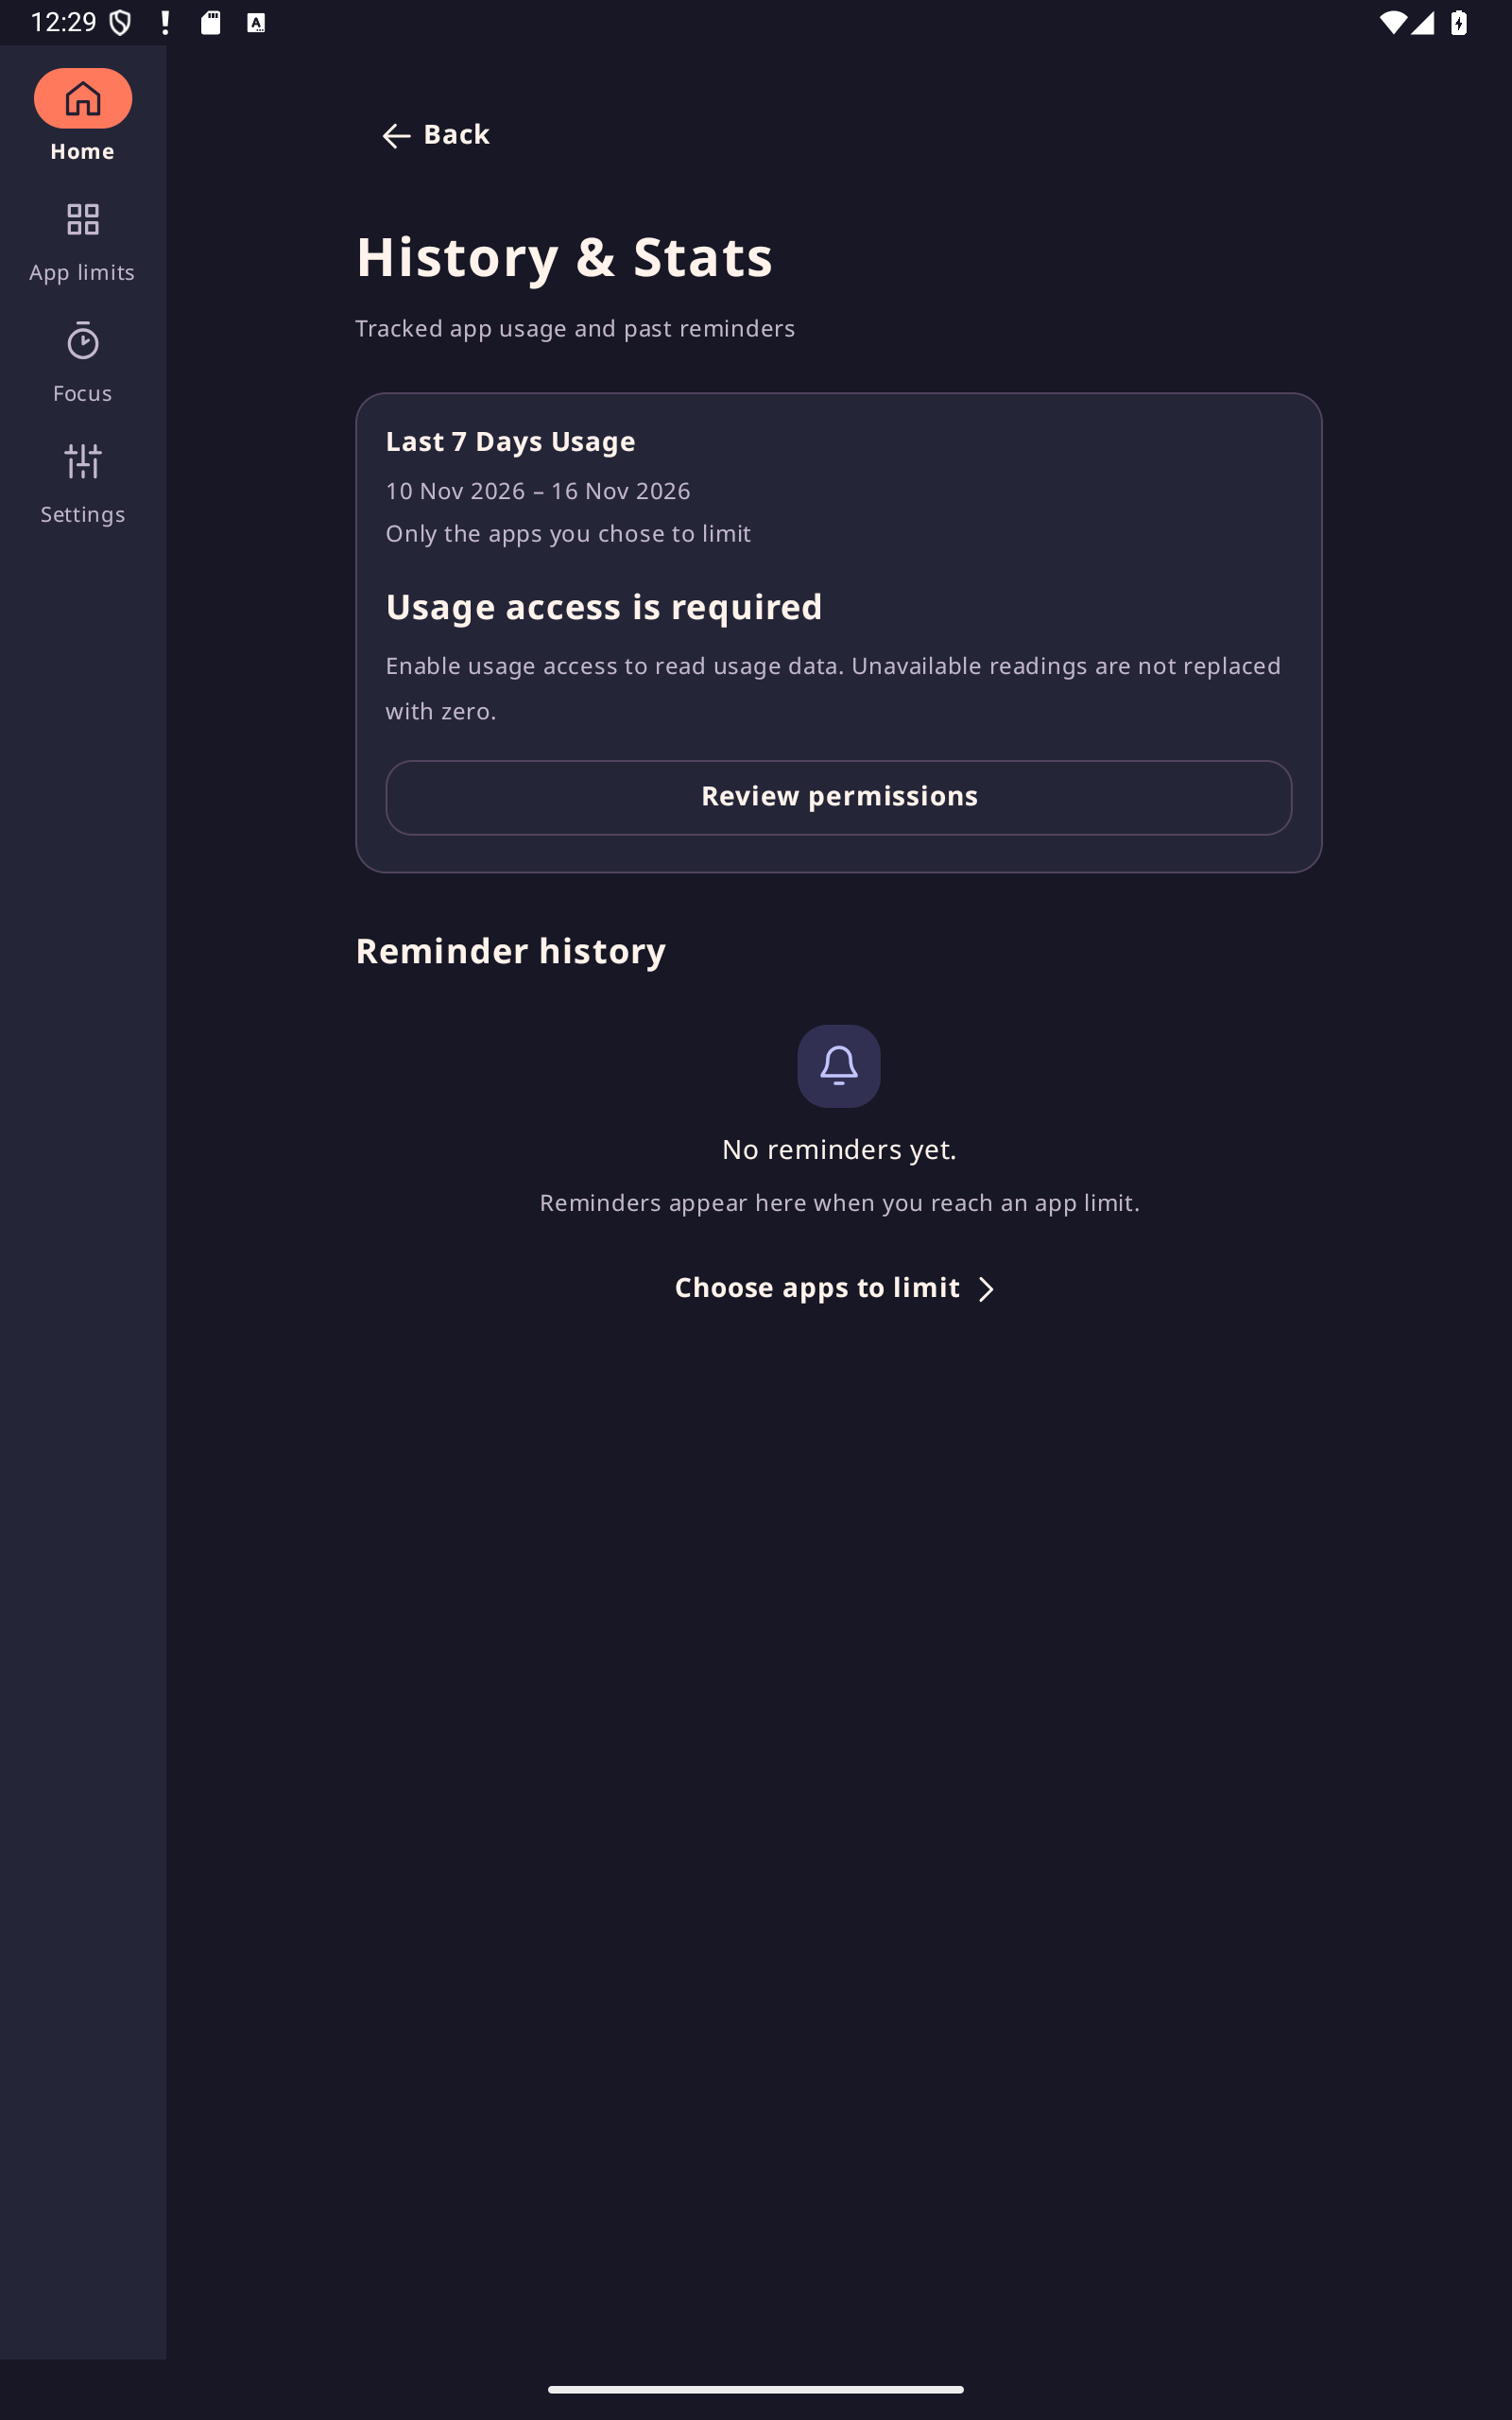 12:29
Home
App limits
Focus
Settings
Back
History & Stats
Tracked app usage and past reminders
Last 7 Days Usage
10 Nov 2026 – 16 Nov 2026
Only the apps you chose to limit
Usage access is required
Enable usage access to read usage data. Unavailable readings are not replaced
with zero.
Review permissions
Reminder history
No reminders yet.
Reminders appear here when you reach an app limit.
Choose apps to limit